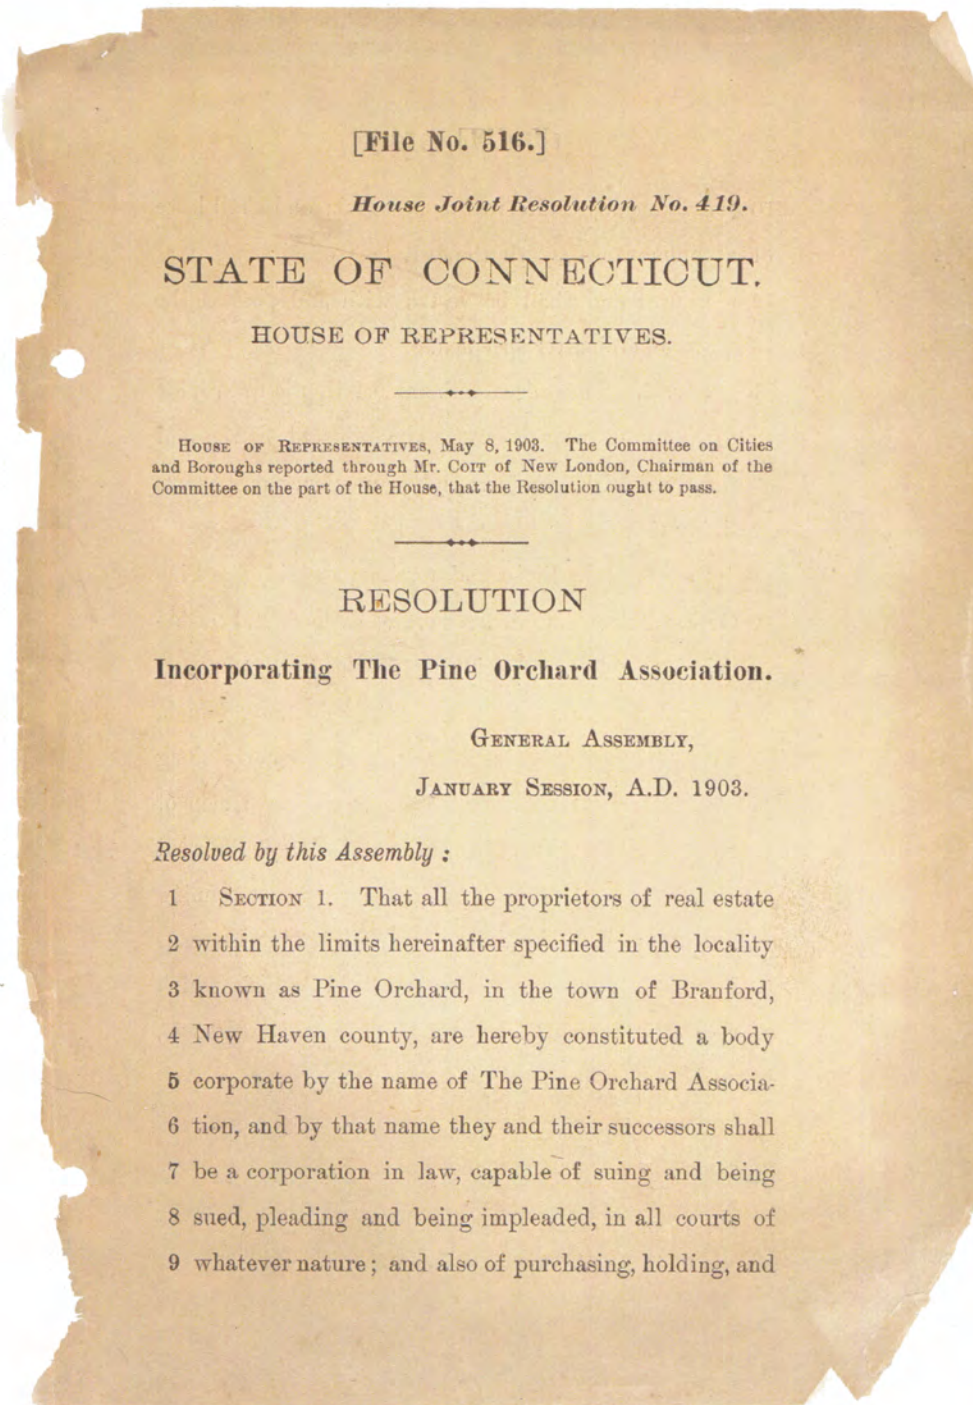 [File No. 516.]
House Joint Resolution No. 419.
STATE OF CONNECTICUT.
HOUSE OF REPRESENTATIVES.
HOUSE OF REPRESENTATIVES, May 8, 1903. The Committee on Cities
and Boroughs reported through Mr. COIT of New London, Chairman of the
Committee on the part of the House, that the Resolution ought to pass.
RESOLUTION
Incorporating The Pine Orchard Association.
GENERAL ASSEMBLY,
JANUARY SESSION, A.D. 1903.
Resolved by this Assembly :
1 SECTION 1. That all the proprietors of real estate
2 within the limits hereinafter specified in the locality
3 known as Pine Orchard, in the town of Branford,
4 New Haven county, are hereby constituted a body
5 corporate by the name of The Pine Orchard Associa-
6 tion, and by that name they and their successors shall
7 be a corporation in law, capable of suing and being
8 sued, pleading and being impleaded, in all courts of
9 whatever nature ; and also of purchasing, holding, and